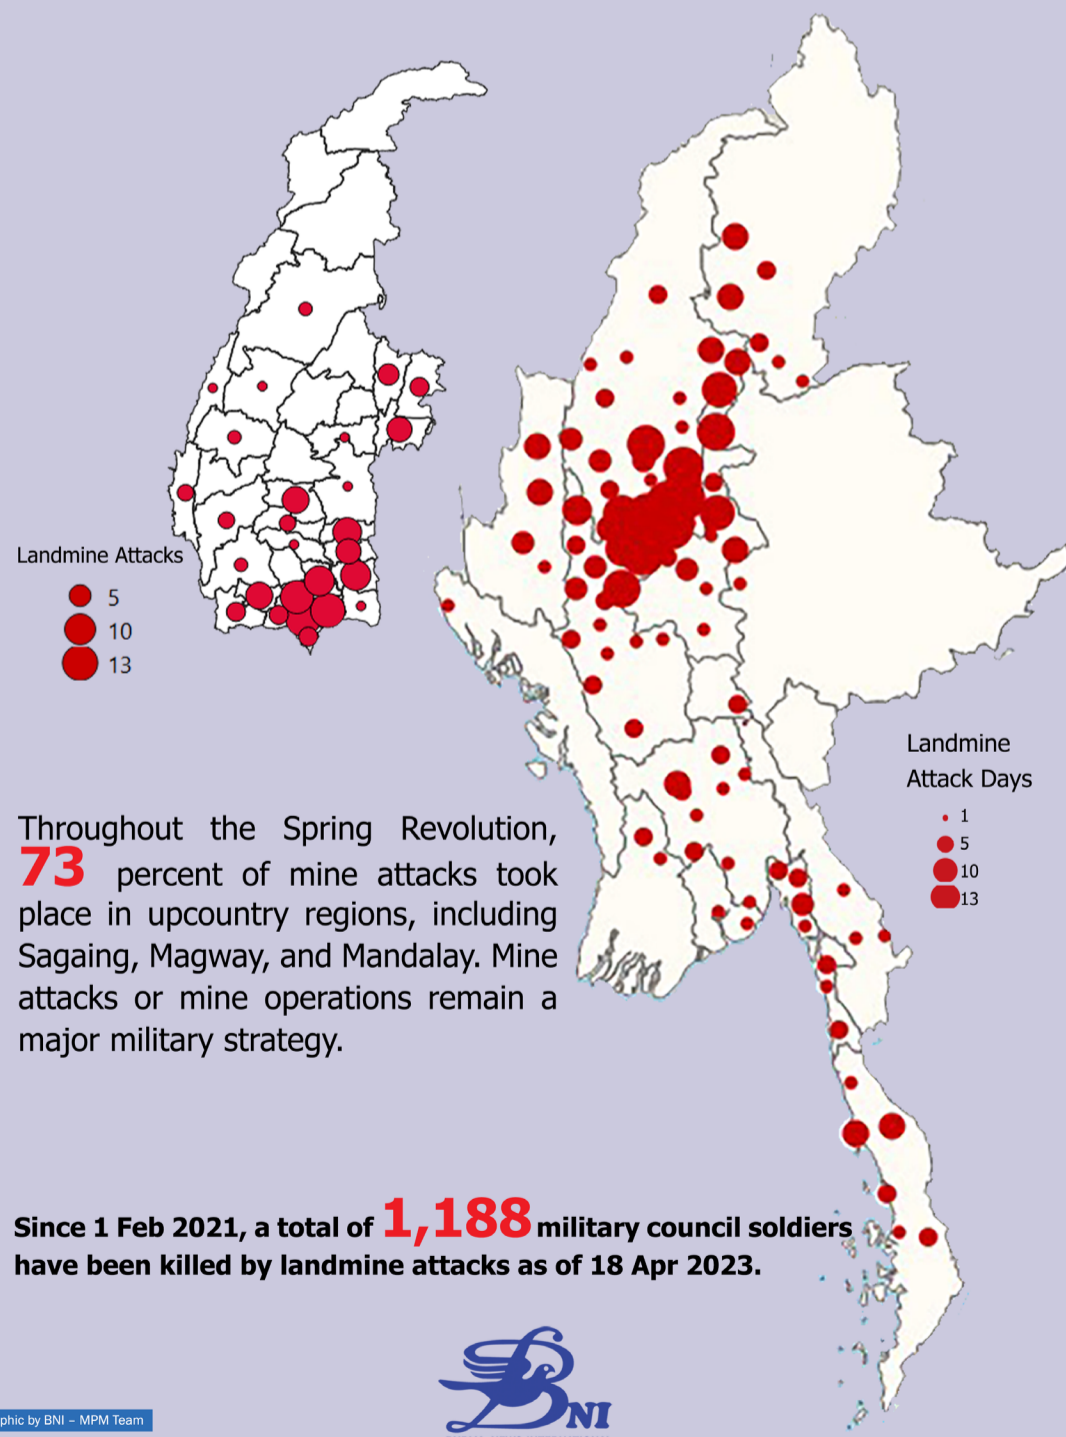 Landmine Attacks
5
10
13
Landmine
Attack Days
1
5
10
13
Throughout the Spring Revolution,
73 percent of mine attacks took
place in upcountry regions, including
Sagaing, Magway, and Mandalay. Mine
attacks or mine operations remain a
major military strategy.
Since 1 Feb 2021, a total of 1,188 military council soldiers
have been killed by landmine attacks as of 18 Apr 2023.
BNI
phic by BNI – MPM Team